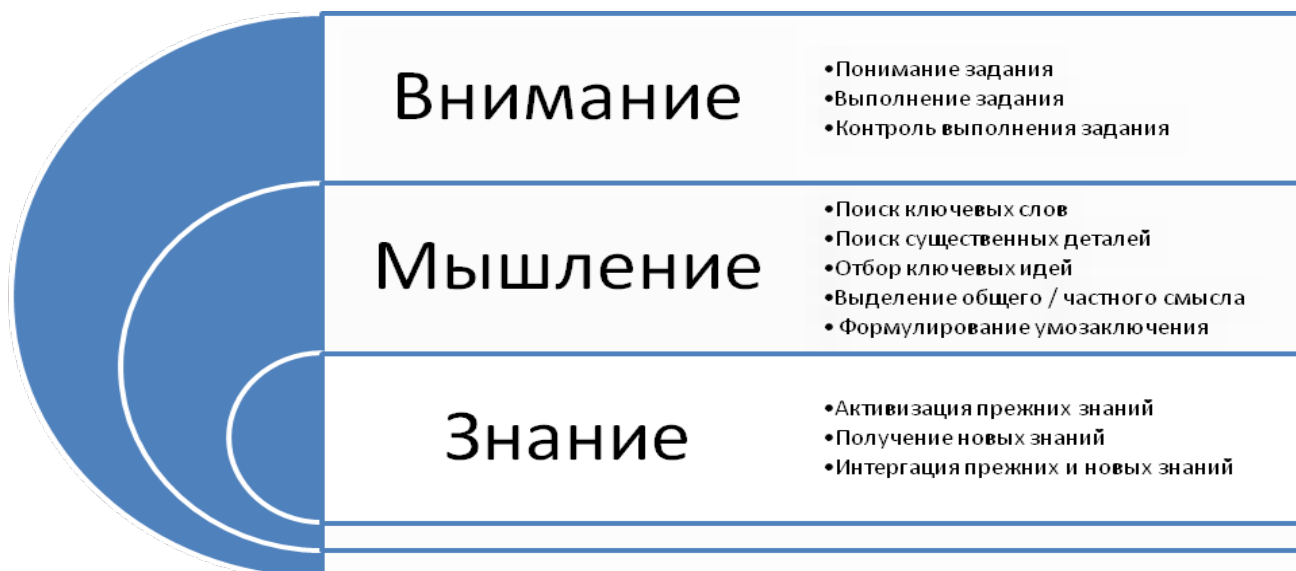 Внимание
•Понимание задания
•Выполнение задания
•Контроль выполнения задания
Мышление
•Поиск ключевых слов
•Поиск существенных деталей
•Отбор ключевых идей
•Выделение общего / частного смысла
• Формулирование умозаключения
Знание
•Активизация прежних знаний
•Получение новых знаний
•Интергация прежних и новых знаний